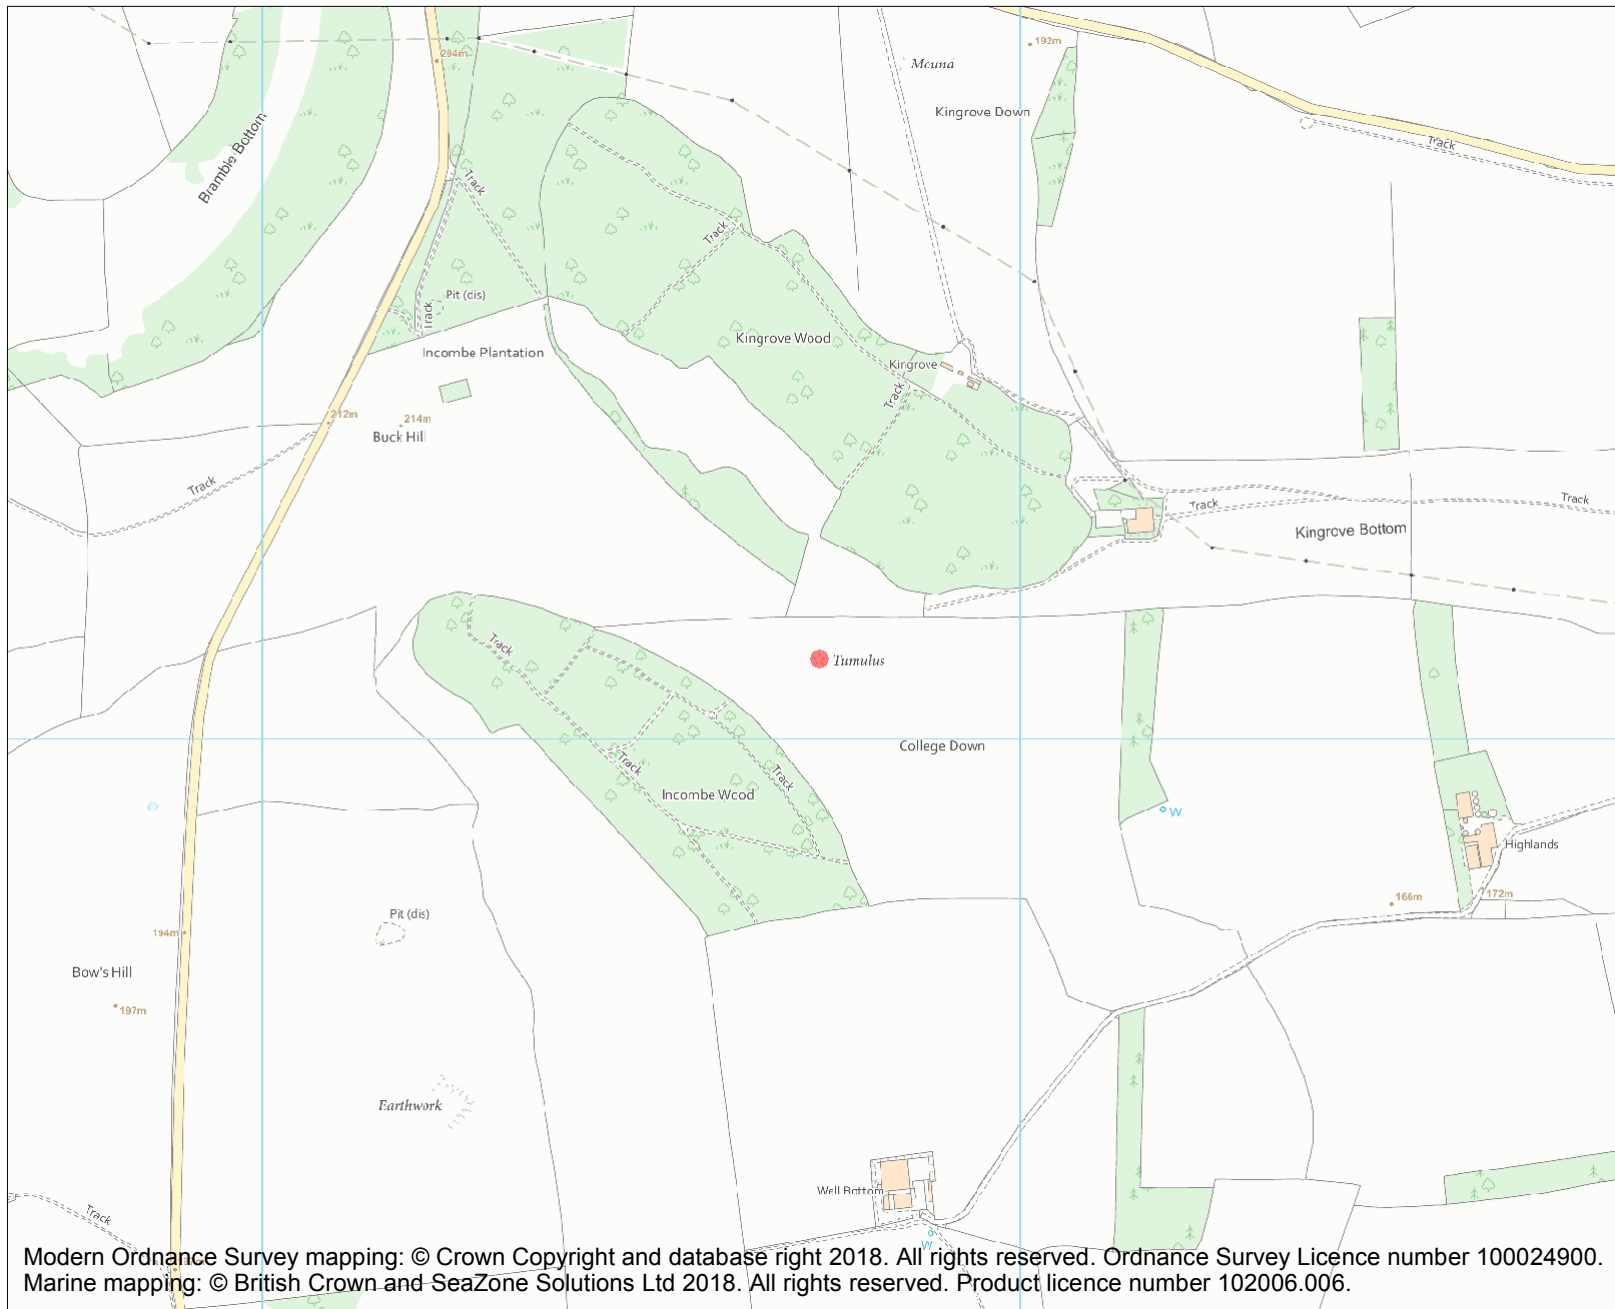 204m
192m
Mound
Kingrove Down
Track
Bramble Bottom
Track
Track
Pit (dis)
Track
Kingrove Wood
Incombe Plantation
Kingrove
Track
212m
214m
Buck Hill
Track
Track
Track
Kingrove Bottom
Track
Tumulus
College Down
Track
Track
Incombe Wood
W
Highlands
172m
166m
Pit (dis)
194m
Bow's Hill
197m
Earthwork
Well Bottom
Track
W
Modern Ordnance Survey mapping: © Crown Copyright and database right 2018. All rights reserved. Ordnance Survey Licence number 100024900.
Marine mapping: © British Crown and SeaZone Solutions Ltd 2018. All rights reserved. Product licence number 102006.006.